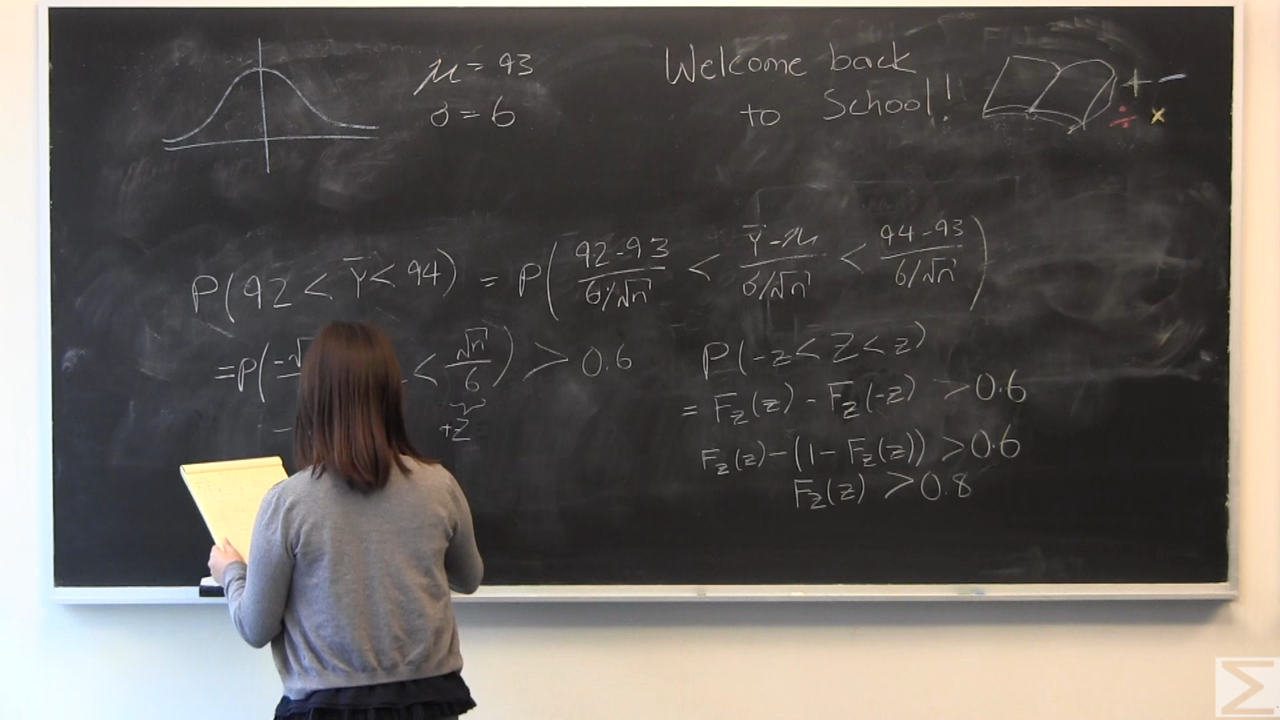 μ = 93
σ = 6
Welcome back
to School!
+ −
÷ ×
P(92 < Ȳ < 94) = P((92-93)/(6/√n) < (Ȳ-μ)/(σ/√n) < (94-93)/(6/√n))
=P(-√ < √n/6) > 0.6
+z
P(-z < Z < z)
= F_Z(z) - F_Z(-z) > 0.6
F_Z(z) - (1 - F_Z(z)) > 0.6
F_Z(z) > 0.8
Σ